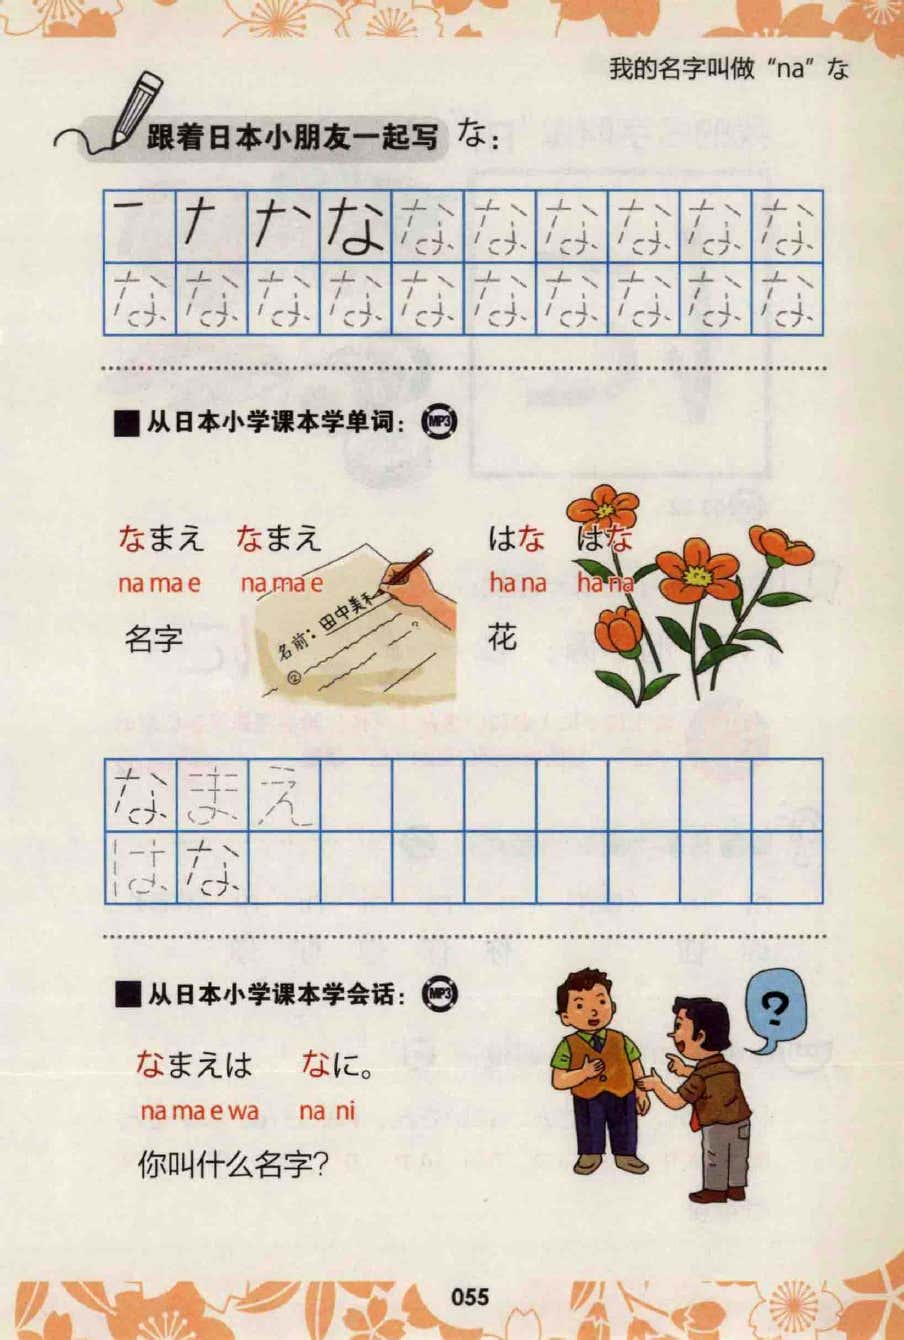 我的名字叫做“na”な
跟着日本小朋友一起写 な：
一 ナ ナ丶 な な な な な な な
な な な な な な な な な な
■从日本小学课本学单词： MP3
なまえ なまえ はな はな
na ma e na ma e ha na ha na
名字 花
名前：田中美和
②
?
な ま え
は な
■从日本小学课本学会话： MP3
?
なまえは なに。
na ma e wa na ni
你叫什么名字？
055